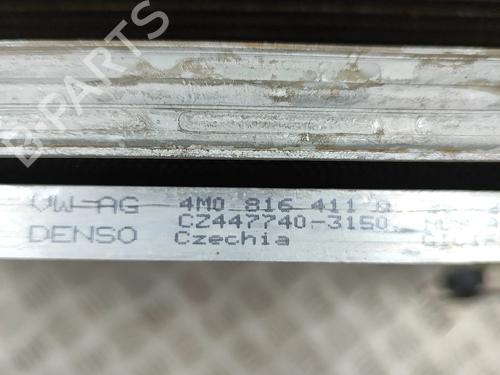 B-PARTS
VW-AG 4M0 816 411
DENSO CZ447740-3150
Czechia